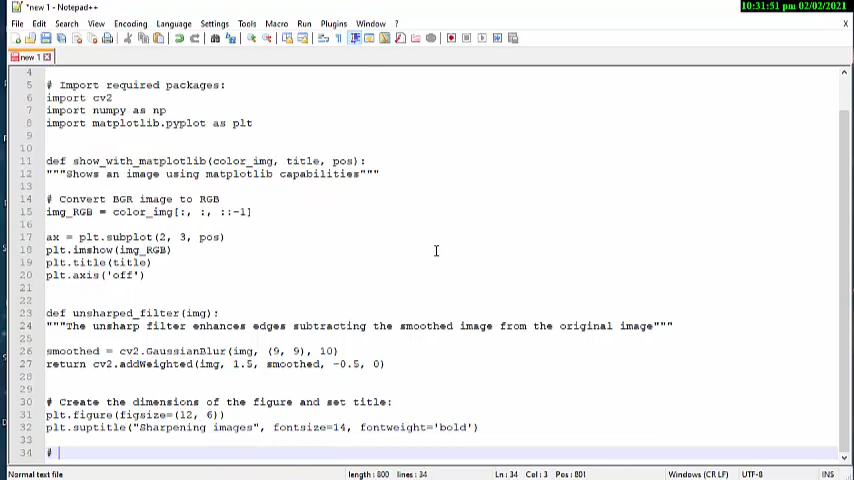 *new 1 - Notepad++
10:31:51 pm 02/02/2021
File Edit Search View Encoding Language Settings Tools Macro Run Plugins Window ?
X
new 1
4
5 # Import required packages:
6 import cv2
7 import numpy as np
8 import matplotlib.pyplot as plt
9
10
11 def show_with_matplotlib(color_img, title, pos):
12 """Shows an image using matplotlib capabilities"""
13
14 # Convert BGR image to RGB
15 img_RGB = color_img[:, :, ::-1]
16
17 ax = plt.subplot(2, 3, pos)
18 plt.imshow(img_RGB)
19 plt.title(title)
20 plt.axis('off')
21
22
23 def unsharped_filter(img):
24 """The unsharp filter enhances edges subtracting the smoothed image from the original image"""
25
26 smoothed = cv2.GaussianBlur(img, (9, 9), 10)
27 return cv2.addWeighted(img, 1.5, smoothed, -0.5, 0)
28
29
30 # Create the dimensions of the figure and set title:
31 plt.figure(figsize=(12, 6))
32 plt.suptitle("Sharpening images", fontsize=14, fontweight='bold')
33
34 #
Normal text file length: 800 lines: 34 Ln: 34 Col: 3 Pos: 801 Windows (CR LF) UTF-8 INS